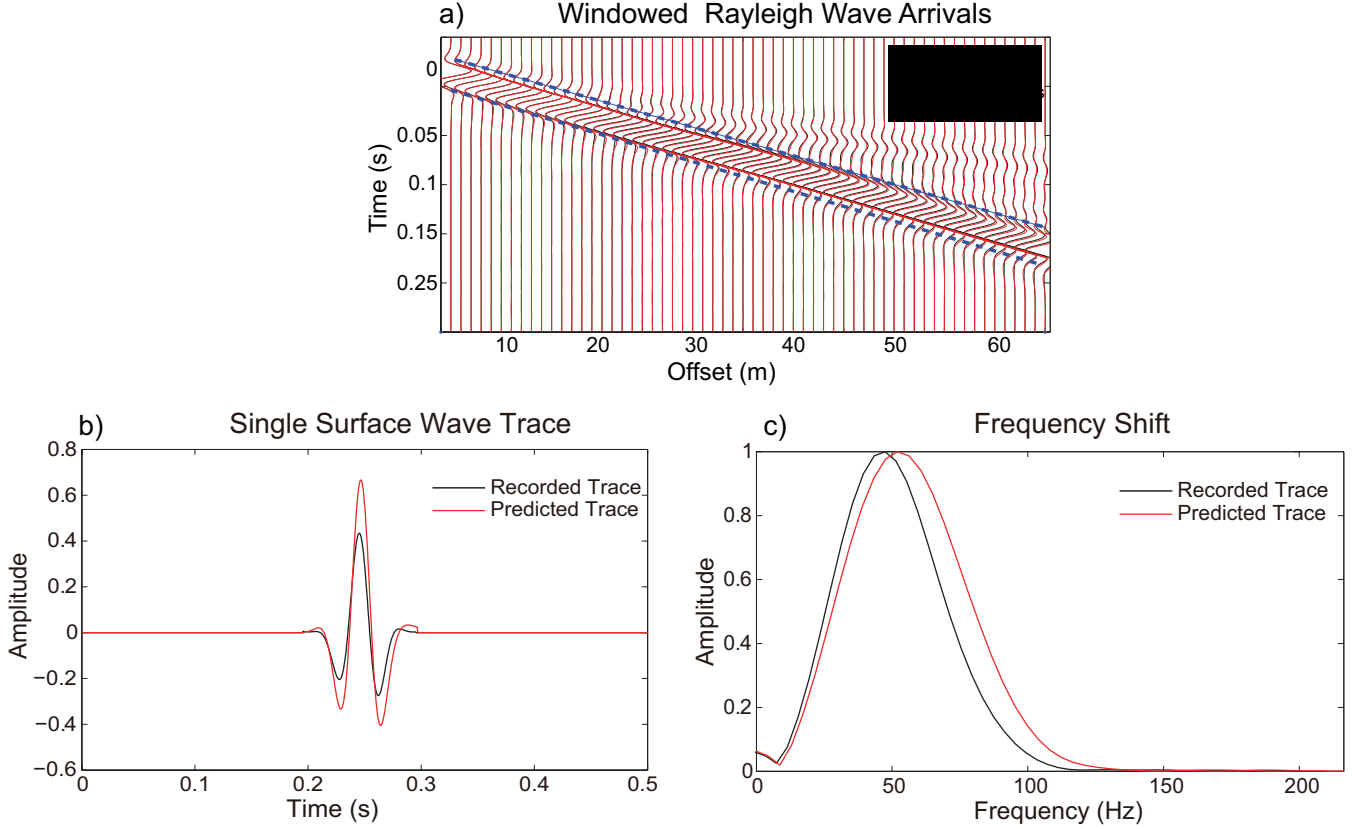 a) Windowed Rayleigh Wave Arrivals
0
0.05
0.1
0.15
0.25
Time (s)
10 20 30 40 50 60
Offset (m)
s
b) Single Surface Wave Trace
0.8
0.6
0.4
0.2
0
−0.2
−0.4
−0.6
Amplitude
Recorded Trace
Predicted Trace
0 0.1 0.2 0.3 0.4 0.5
Time (s)
c) Frequency Shift
1
0.8
0.6
0.4
0.2
1
Amplitude
Recorded Trace
Predicted Trace
0 50 100 150 200
Frequency (Hz)